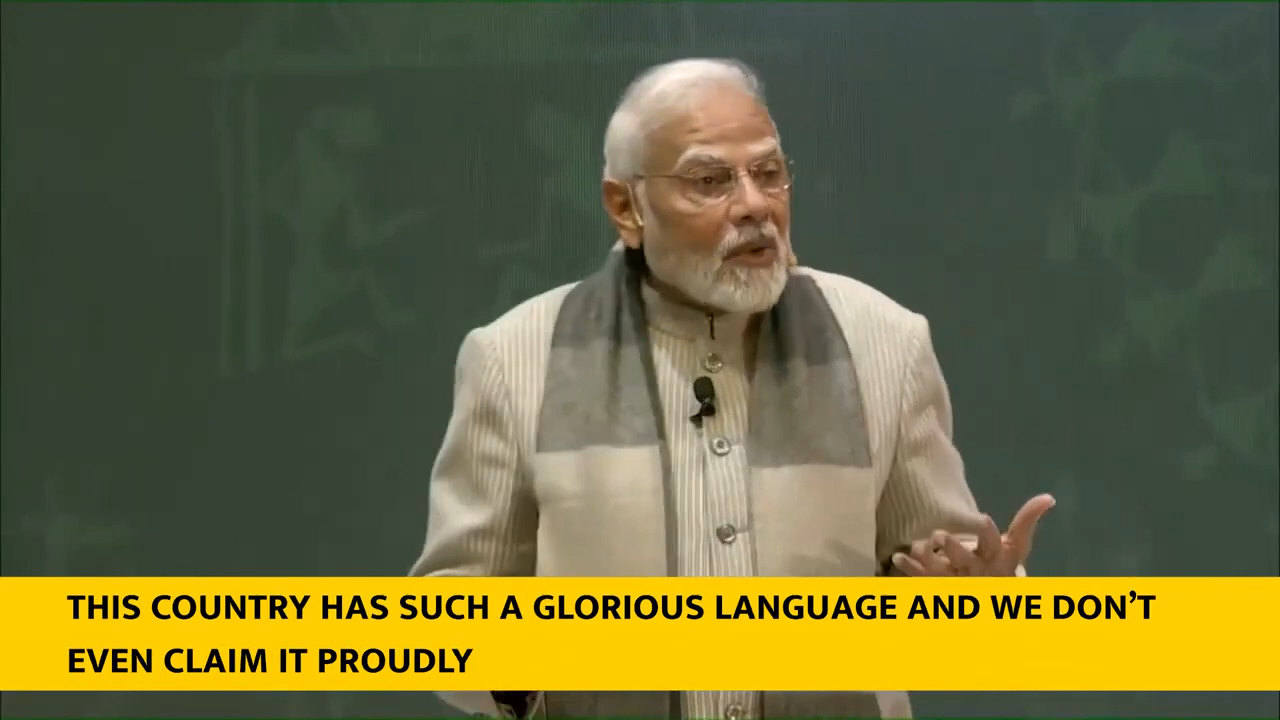 THIS COUNTRY HAS SUCH A GLORIOUS LANGUAGE AND WE DON’T
EVEN CLAIM IT PROUDLY